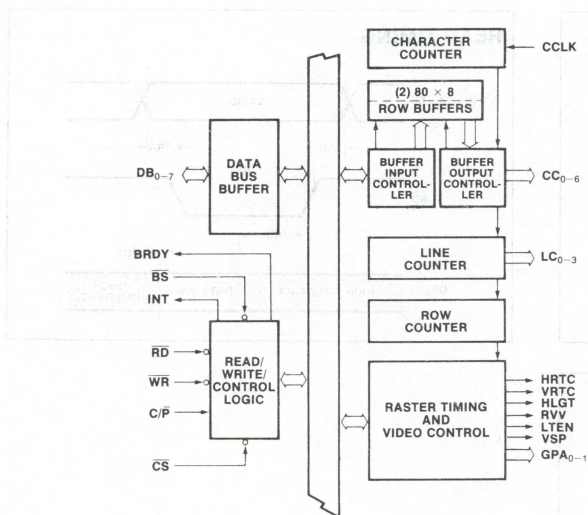 CHARACTER
COUNTER
CCLK
(2) 80 × 8
ROW BUFFERS
DB0–7
DATA
BUS
BUFFER
BUFFER
INPUT
CONTROL-
LER
BUFFER
OUTPUT
CONTROL-
LER
CC0–6
BRDY
BS
INT
RD
WR
C/P
CS
READ/
WRITE/
CONTROL
LOGIC
LINE
COUNTER
LC0–3
ROW
COUNTER
RASTER TIMING
AND
VIDEO CONTROL
HRTC
VRTC
HLGT
RVV
LTEN
VSP
GPA0–1